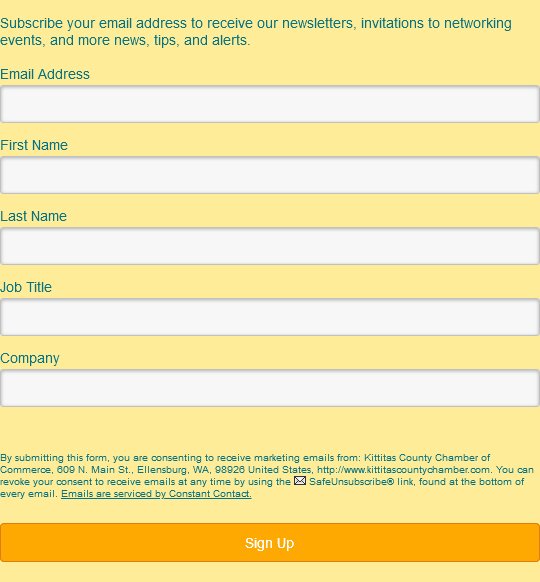 Subscribe your email address to receive our newsletters, invitations to networking
events, and more news, tips, and alerts.
Email Address
First Name
Last Name
Job Title
Company
By submitting this form, you are consenting to receive marketing emails from: Kittitas County Chamber of
Commerce, 609 N. Main St., Ellensburg, WA, 98926 United States, http://www.kittitascountychamber.com. You can
revoke your consent to receive emails at any time by using the SafeUnsubscribe® link, found at the bottom of
every email. Emails are serviced by Constant Contact.
Sign Up